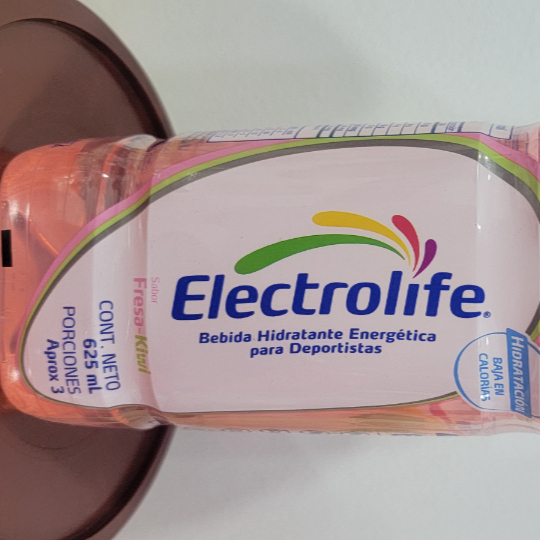 Electrolife®
Bebida Hidratante Energética
para Deportistas
HIDRATACIÓN
BAJA EN
CALORÍAS
Sabor
Fresa-Kiwi
CONT. NETO
625 mL
PORCIONES
Aprox 3